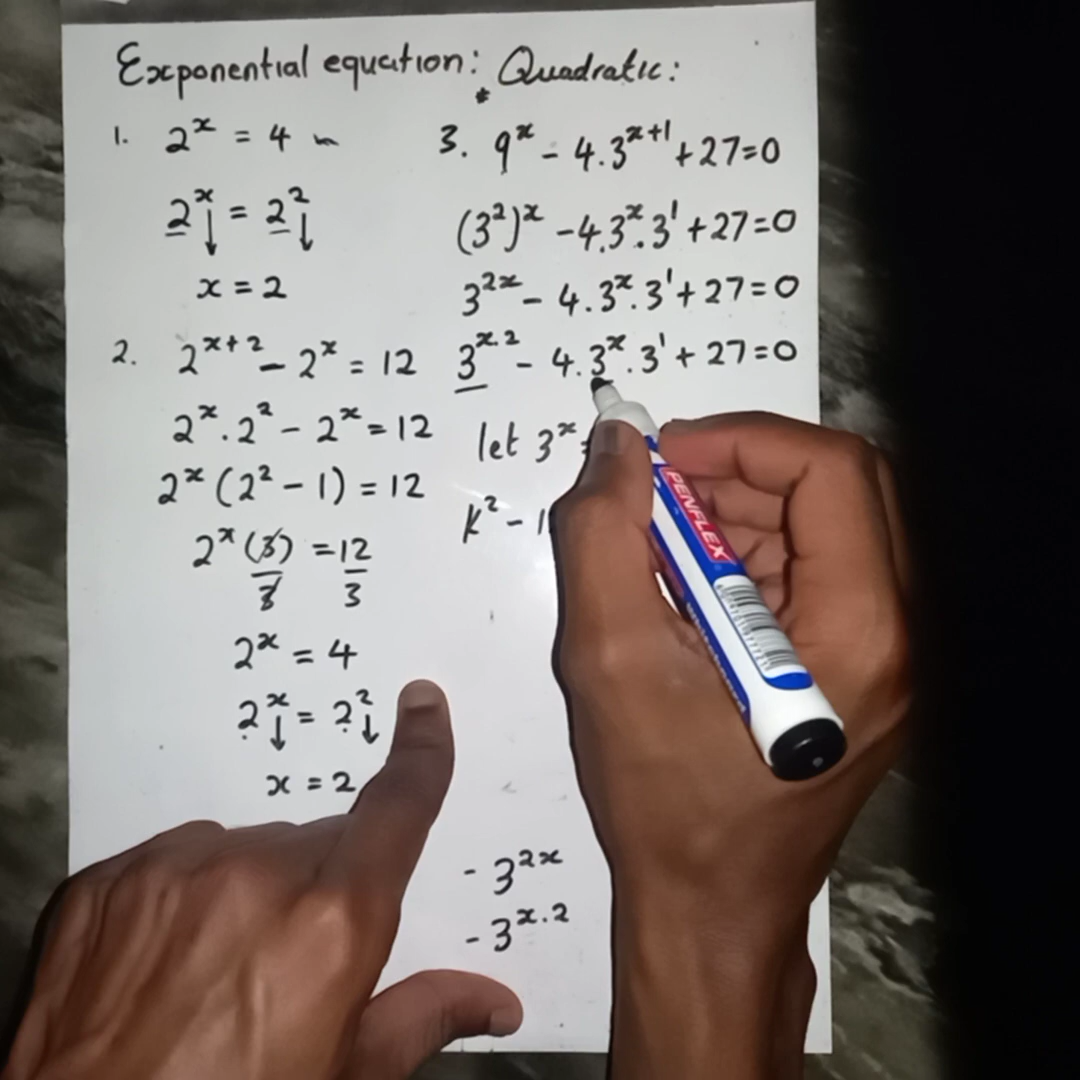 Exponential equation: Quadratic:
1. 2^x = 4
2^x = 2^2
x = 2
2. 2^{x+2} - 2^x = 12
2^x . 2^2 - 2^x = 12
2^x (2^2 - 1) = 12
2^x (3)/3 = 12/3
2^x = 4
2^x = 2^2
x = 2
3. 9^x - 4.3^{x+1} + 27 = 0
(3^2)^x - 4.3^x . 3^1 + 27 = 0
3^{2x} - 4.3^x . 3^1 + 27 = 0
3^{x.2} - 4.3^x . 3^1 + 27 = 0
let 3^x =
k^2 - 1
- 3^{2x}
- 3^{x.2}
PENFLEX